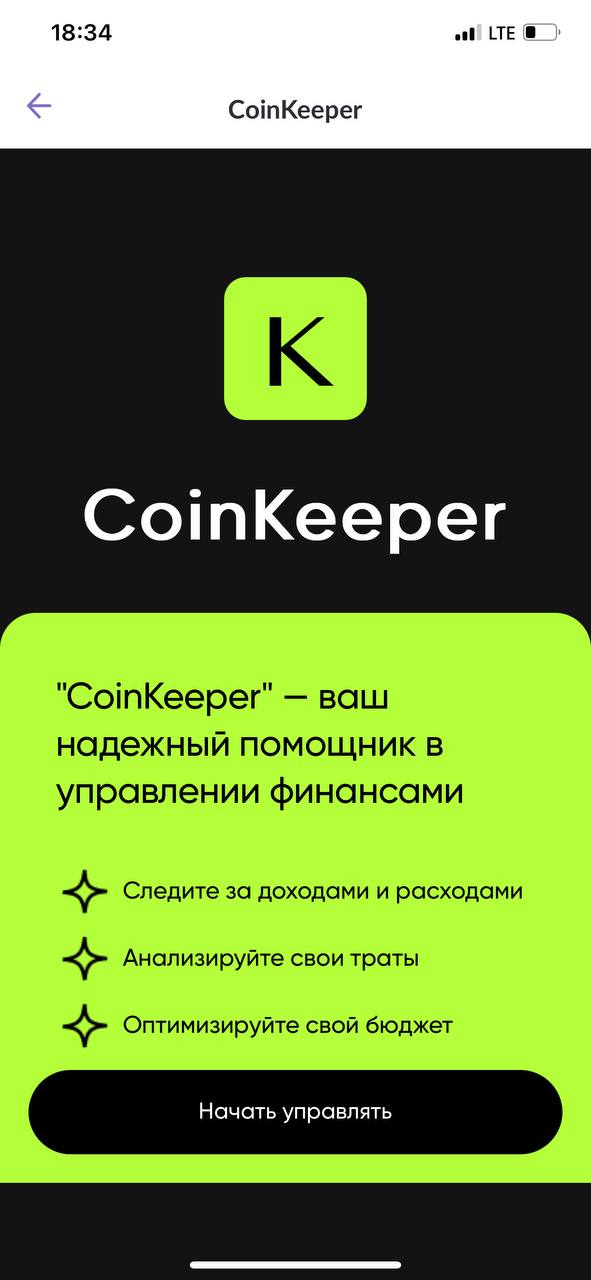 18:34
LTE
CoinKeeper
K
CoinKeeper
"CoinKeeper" — ваш
надежный помощник в
управлении финансами
Следите за доходами и расходами
Анализируйте свои траты
Оптимизируйте свой бюджет
Начать управлять